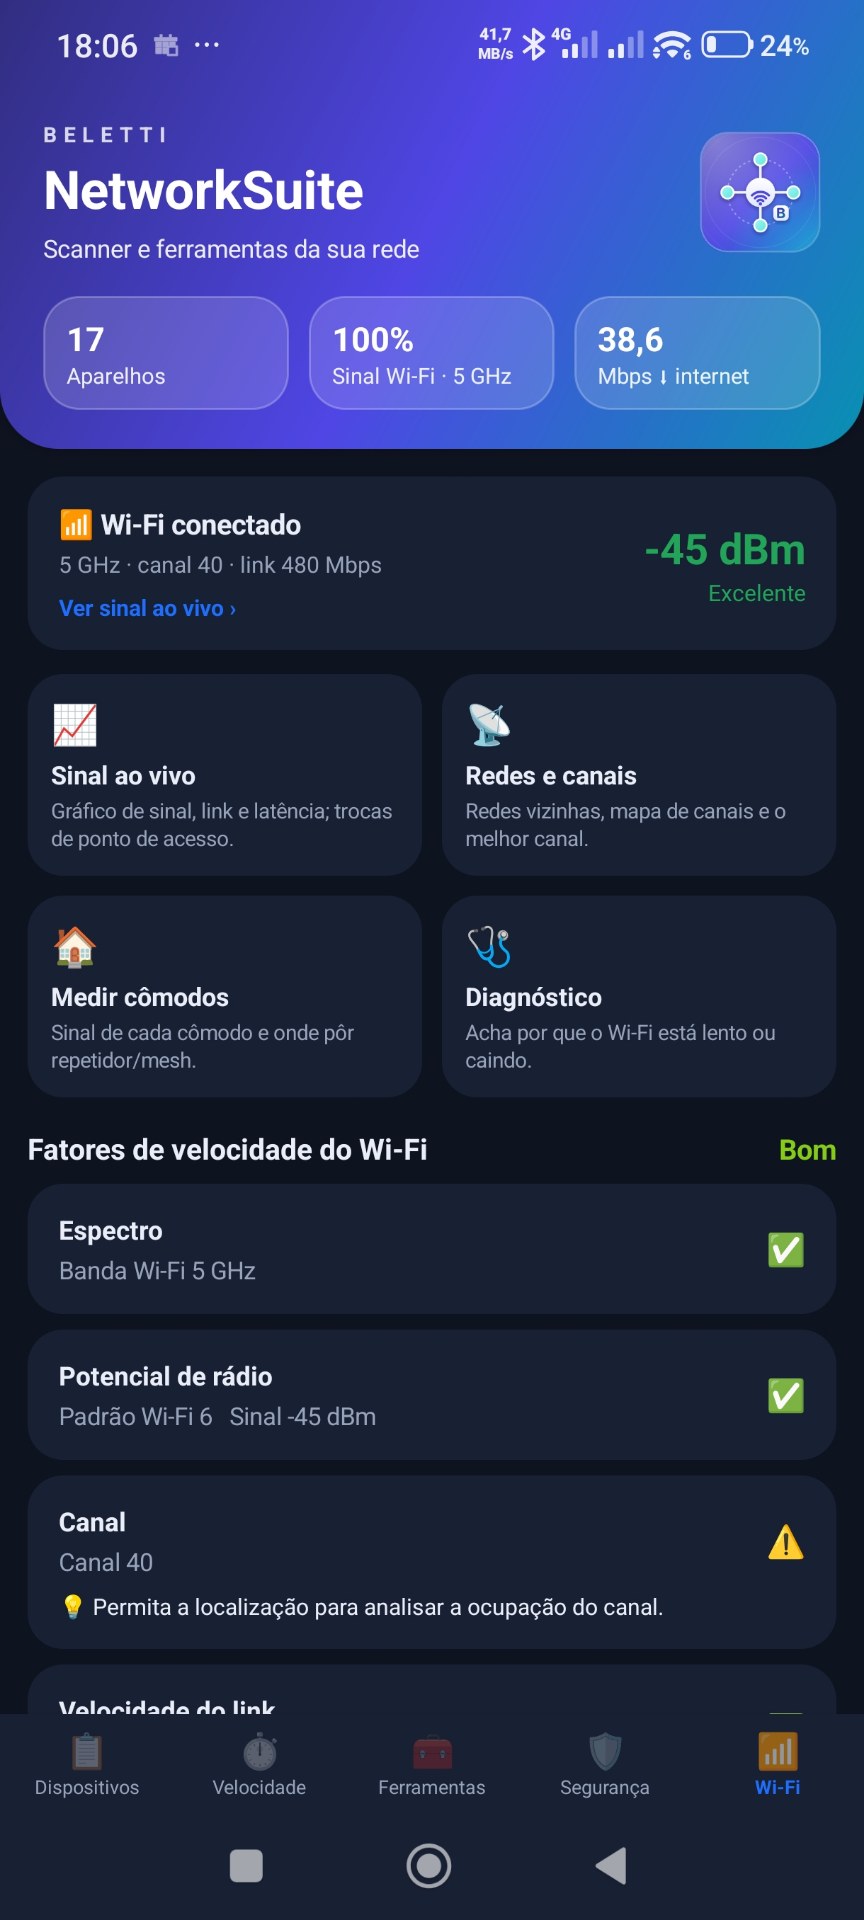 18:06
41,7
MB/s
4G
6
24%
BELETTI
NetworkSuite
Scanner e ferramentas da sua rede
B
17
Aparelhos
100%
Sinal Wi-Fi · 5 GHz
38,6
Mbps ⭳ internet
Wi-Fi conectado
5 GHz · canal 40 · link 480 Mbps
Ver sinal ao vivo ›
-45 dBm
Excelente
Sinal ao vivo
Gráfico de sinal, link e latência; trocas
de ponto de acesso.
Redes e canais
Redes vizinhas, mapa de canais e o
melhor canal.
Medir cômodos
Sinal de cada cômodo e onde pôr
repetidor/mesh.
Diagnóstico
Acha por que o Wi-Fi está lento ou
caindo.
Fatores de velocidade do Wi-Fi
Bom
Espectro
Banda Wi-Fi 5 GHz
Potencial de rádio
Padrão Wi-Fi 6 Sinal -45 dBm
Canal
Canal 40
Permita a localização para analisar a ocupação do canal.
Velocidade do link
Dispositivos
Velocidade
Ferramentas
Segurança
Wi-Fi